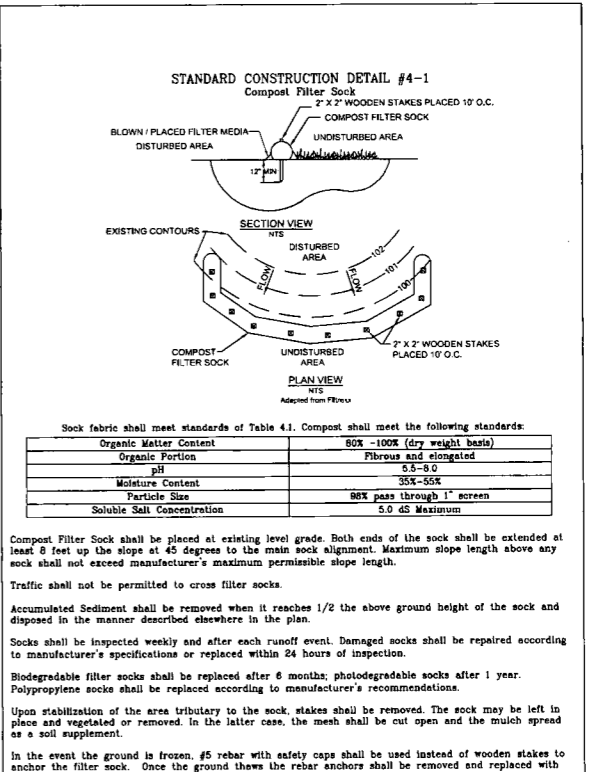 STANDARD CONSTRUCTION DETAIL #4-1
Compost Filter Sock
2" X 2" WOODEN STAKES PLACED 10' O.C.
COMPOST FILTER SOCK
BLOWN / PLACED FILTER MEDIA
DISTURBED AREA
UNDISTURBED AREA
12" MIN
SECTION VIEW
NTS
EXISTING CONTOURS
DISTURBED
AREA
102
101
100
FLOW
FLOW
COMPOST
FILTER SOCK
UNDISTURBED
AREA
2" X 2" WOODEN STAKES
PLACED 10' O.C.
PLAN VIEW
NTS
Adapted from Filtrexx
Sock fabric shall meet standards of Table 4.1. Compost shall meet the following standards:
Organic Matter Content 80% -100% (dry weight basis)
Organic Portion Fibrous and elongated
pH 5.5-8.0
Moisture Content 35%-55%
Particle Size 98% pass through 1" screen
Soluble Salt Concentration 5.0 dS Maximum
Compost Filter Sock shall be placed at existing level grade. Both ends of the sock shall be extended at
least 8 feet up the slope at 45 degrees to the main sock alignment. Maximum slope length above any
sock shall not exceed manufacturer's maximum permissible slope length.
Traffic shall not be permitted to cross filter socks.
Accumulated Sediment shall be removed when it reaches 1/2 the above ground height of the sock and
disposed in the manner described elsewhere in the plan.
Socks shall be inspected weekly and after each runoff event. Damaged socks shall be repaired according
to manufacturer's specifications or replaced within 24 hours of inspection.
Biodegradable filter socks shall be replaced after 6 months; photodegradable socks after 1 year.
Polypropylene socks shall be replaced according to manufacturer's recommendations.
Upon stabilization of the area tributary to the sock, stakes shall be removed. The sock may be left in
place and vegetated or removed. In the latter case, the mesh shall be cut open and the mulch spread
as a soil supplement.
In the event the ground is frozen, #5 rebar with safety caps shall be used instead of wooden stakes to
anchor the filter sock. Once the ground thaws the rebar anchors shall be removed and replaced with